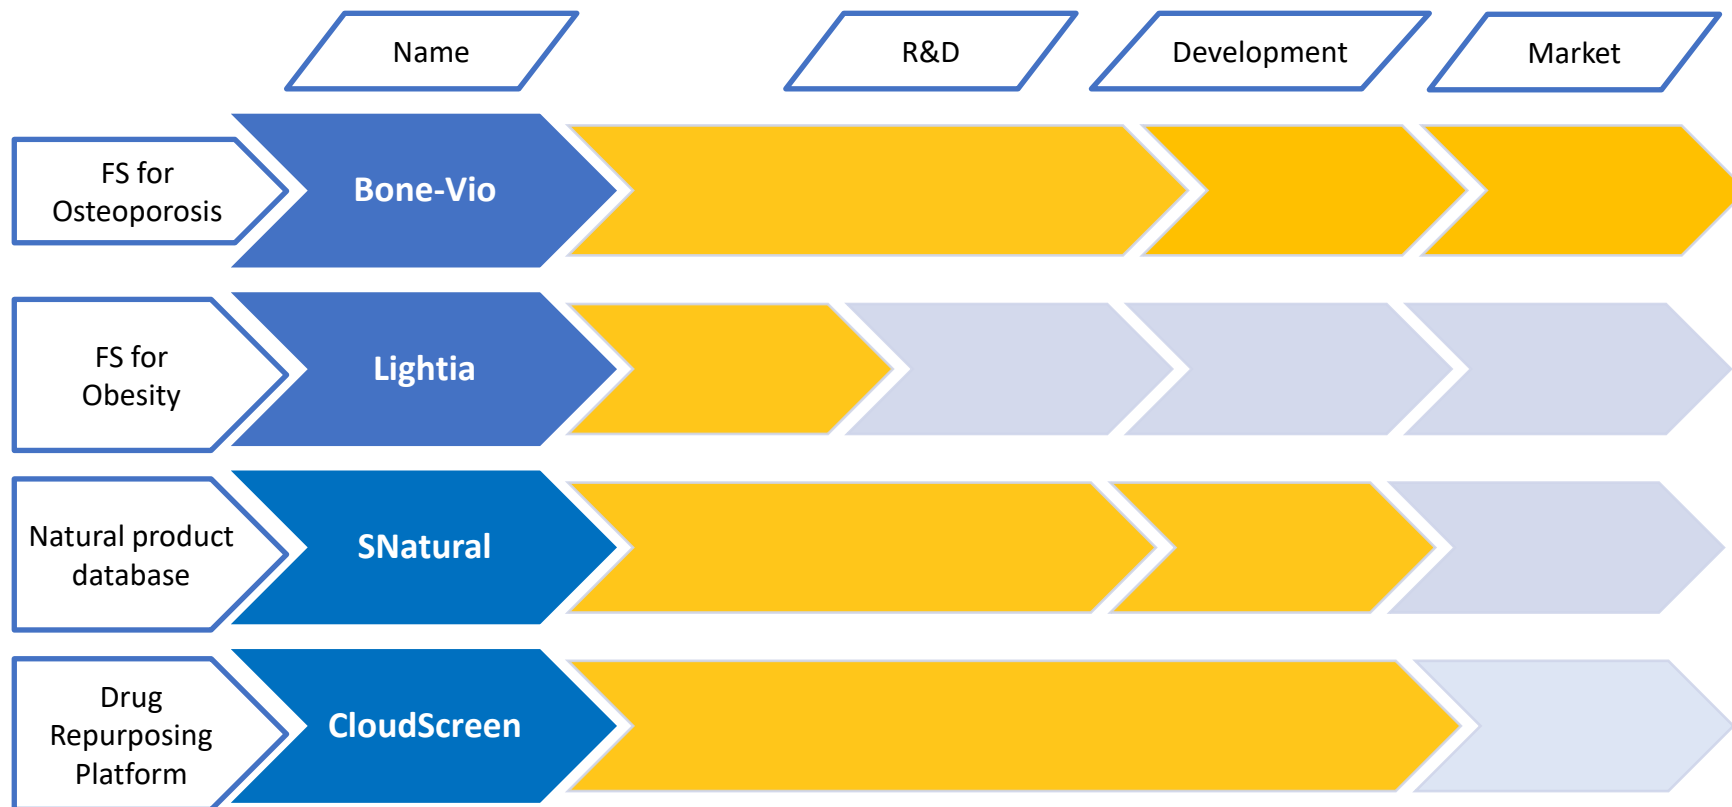 Name
R&D
Development
Market
FS for
Osteoporosis
Bone-Vio
FS for
Obesity
Lightia
Natural product
database
SNatural
Drug
Repurposing
Platform
CloudScreen